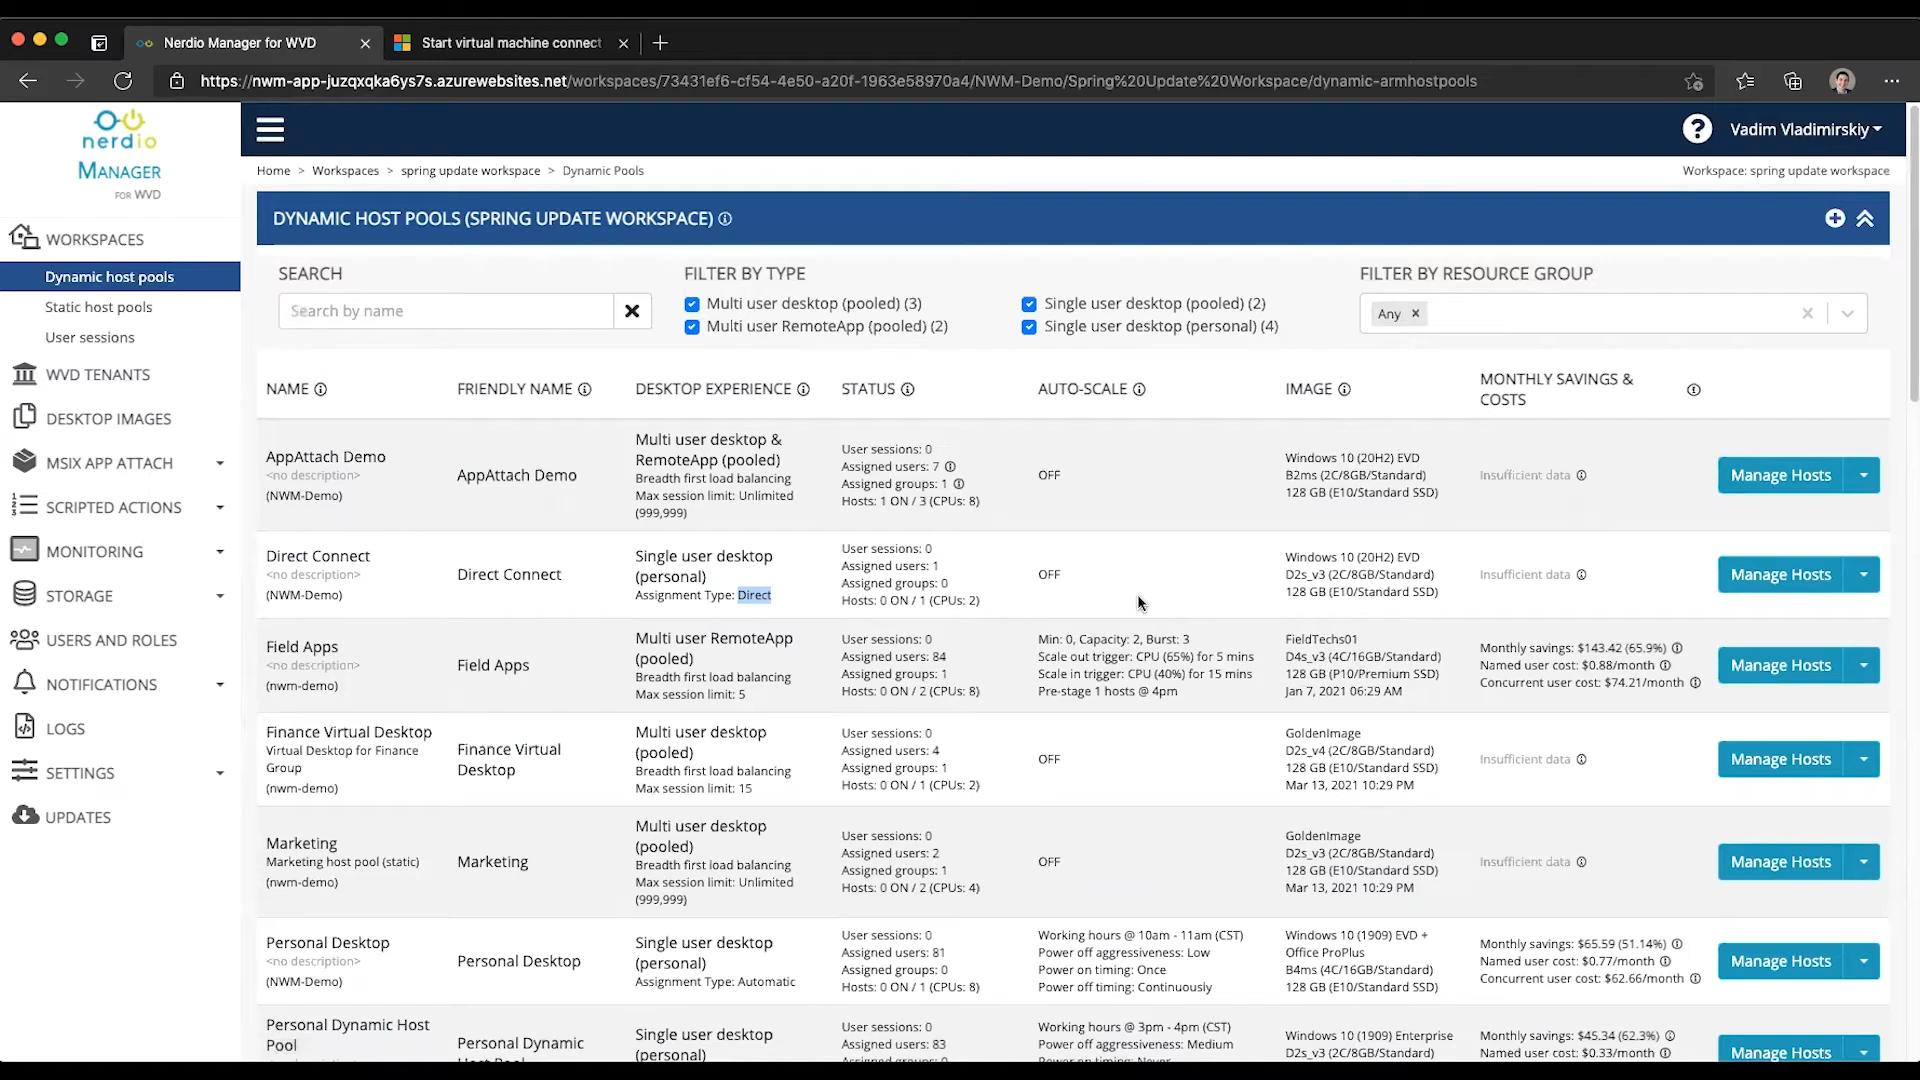 Nerdio Manager for WVD
Start virtual machine connect
https://nwm-app-juzqxqka6ys7s.azurewebsites.net/workspaces/73431ef6-cf54-4e50-a20f-1963e58970a4/NWM-Demo/Spring%20Update%20Workspace/dynamic-armhostpools
nerdio
MANAGER
FOR WVD
Vadim Vladimirskiy
Home > Workspaces > spring update workspace > Dynamic Pools
Workspace: spring update workspace
WORKSPACES
Dynamic host pools
Static host pools
User sessions
WVD TENANTS
DESKTOP IMAGES
MSIX APP ATTACH
SCRIPTED ACTIONS
MONITORING
STORAGE
USERS AND ROLES
NOTIFICATIONS
LOGS
SETTINGS
UPDATES
DYNAMIC HOST POOLS (SPRING UPDATE WORKSPACE)
SEARCH
Search by name
FILTER BY TYPE
Multi user desktop (pooled) (3)
Single user desktop (pooled) (2)
Multi user RemoteApp (pooled) (2)
Single user desktop (personal) (4)
FILTER BY RESOURCE GROUP
Any
NAME
FRIENDLY NAME
DESKTOP EXPERIENCE
STATUS
AUTO-SCALE
IMAGE
MONTHLY SAVINGS &
COSTS
AppAttach Demo
<no description>
(NWM-Demo)
AppAttach Demo
Multi user desktop &
RemoteApp (pooled)
Breadth first load balancing
Max session limit: Unlimited
(999,999)
User sessions: 0
Assigned users: 7
Assigned groups: 1
Hosts: 1 ON / 3 (CPUs: 8)
OFF
Windows 10 (20H2) EVD
B2ms (2C/8GB/Standard)
128 GB (E10/Standard SSD)
Insufficient data
Manage Hosts
Direct Connect
<no description>
(NWM-Demo)
Direct Connect
Single user desktop
(personal)
Assignment Type: Direct
User sessions: 0
Assigned users: 1
Assigned groups: 0
Hosts: 0 ON / 1 (CPUs: 2)
OFF
Windows 10 (20H2) EVD
D2s_v3 (2C/8GB/Standard)
128 GB (E10/Standard SSD)
Insufficient data
Manage Hosts
Field Apps
<no description>
(nwm-demo)
Field Apps
Multi user RemoteApp
(pooled)
Breadth first load balancing
Max session limit: 5
User sessions: 0
Assigned users: 84
Assigned groups: 1
Hosts: 0 ON / 2 (CPUs: 8)
Min: 0, Capacity: 2, Burst: 3
Scale out trigger: CPU (65%) for 5 mins
Scale in trigger: CPU (40%) for 15 mins
Pre-stage 1 hosts @ 4pm
FieldTechs01
D4s_v3 (4C/16GB/Standard)
128 GB (P10/Premium SSD)
Jan 7, 2021 06:29 AM
Monthly savings: $143.42 (65.9%)
Named user cost: $0.88/month
Concurrent user cost: $74.21/month
Manage Hosts
Finance Virtual Desktop
Virtual Desktop for Finance
Group
(nwm-demo)
Finance Virtual
Desktop
Multi user desktop
(pooled)
Breadth first load balancing
Max session limit: 15
User sessions: 0
Assigned users: 4
Assigned groups: 1
Hosts: 0 ON / 1 (CPUs: 2)
OFF
GoldenImage
D2s_v4 (2C/8GB/Standard)
128 GB (E10/Standard SSD)
Mar 13, 2021 10:29 PM
Insufficient data
Manage Hosts
Marketing
Marketing host pool (static)
(nwm-demo)
Marketing
Multi user desktop
(pooled)
Breadth first load balancing
Max session limit: Unlimited
(999,999)
User sessions: 0
Assigned users: 2
Assigned groups: 1
Hosts: 0 ON / 2 (CPUs: 4)
OFF
GoldenImage
D2s_v3 (2C/8GB/Standard)
128 GB (E10/Standard SSD)
Mar 13, 2021 10:29 PM
Insufficient data
Manage Hosts
Personal Desktop
<no description>
(NWM-Demo)
Personal Desktop
Single user desktop
(personal)
Assignment Type: Automatic
User sessions: 0
Assigned users: 81
Assigned groups: 0
Hosts: 0 ON / 1 (CPUs: 8)
Working hours @ 10am - 11am (CST)
Power off aggressiveness: Low
Power on timing: Once
Power off timing: Continuously
Windows 10 (1909) EVD +
Office ProPlus
B4ms (4C/16GB/Standard)
128 GB (E10/Standard SSD)
Monthly savings: $65.59 (51.14%)
Named user cost: $0.77/month
Concurrent user cost: $62.66/month
Manage Hosts
Personal Dynamic Host
Pool
Personal Dynamic
Host Pool
Single user desktop
(personal)
User sessions: 0
Assigned users: 83
Assigned groups: 0
Working hours @ 3pm - 4pm (CST)
Power off aggressiveness: Medium
Power on timing: Never
Windows 10 (1909) Enterprise
D2s_v3 (2C/8GB/Standard)
Monthly savings: $45.34 (62.3%)
Named user cost: $0.33/month
Manage Hosts